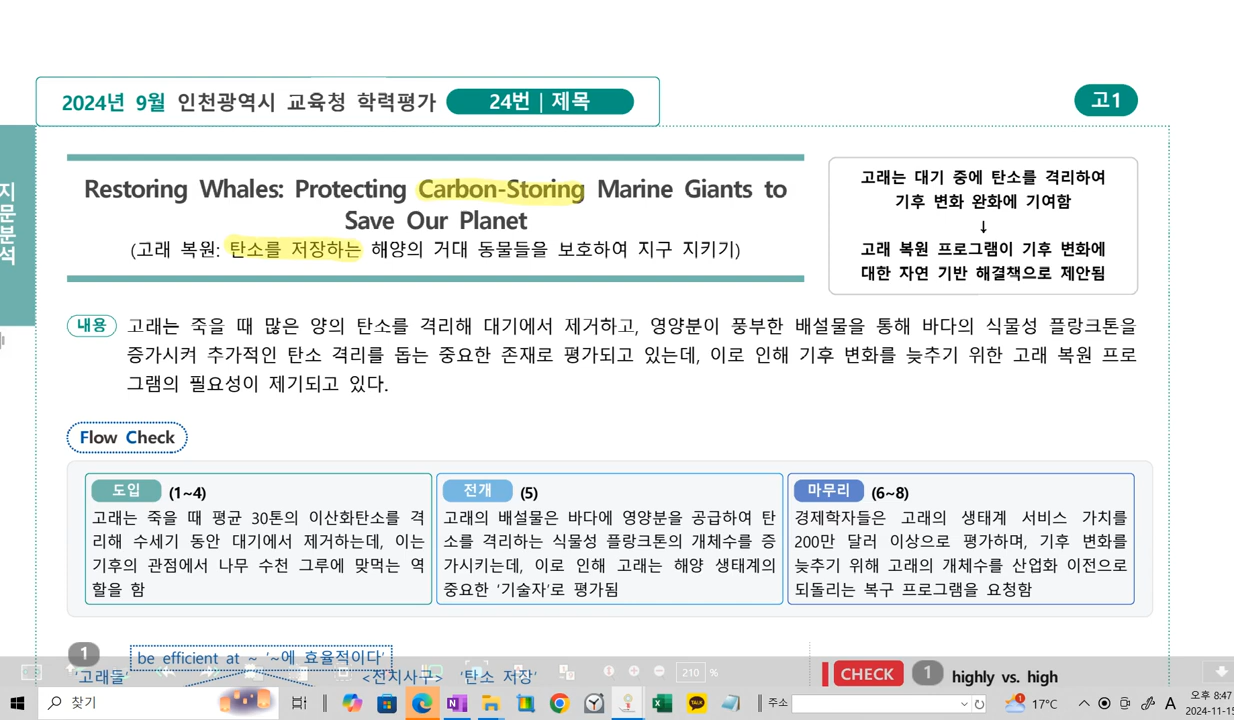 2024년 9월 인천광역시 교육청 학력평가 24번 | 제목
고1
지문분석
Restoring Whales: Protecting Carbon-Storing Marine Giants to
Save Our Planet
(고래 복원: 탄소를 저장하는 해양의 거대 동물들을 보호하여 지구 지키기)
고래는 대기 중에 탄소를 격리하여
기후 변화 완화에 기여함
↓
고래 복원 프로그램이 기후 변화에
대한 자연 기반 해결책으로 제안됨
내용 고래는 죽을 때 많은 양의 탄소를 격리해 대기에서 제거하고, 영양분이 풍부한 배설물을 통해 바다의 식물성 플랑크톤을
증가시켜 추가적인 탄소 격리를 돕는 중요한 존재로 평가되고 있는데, 이로 인해 기후 변화를 늦추기 위한 고래 복원 프로
그램의 필요성이 제기되고 있다.
Flow Check
도입 (1~4)
고래는 죽을 때 평균 30톤의 이산화탄소를 격
리해 수세기 동안 대기에서 제거하는데, 이는
기후의 관점에서 나무 수천 그루에 맞먹는 역
할을 함
전개 (5)
고래의 배설물은 바다에 영양분을 공급하여 탄
소를 격리하는 식물성 플랑크톤의 개체수를 증
가시키는데, 이로 인해 고래는 해양 생태계의
중요한 '기술자'로 평가됨
마무리 (6~8)
경제학자들은 고래의 생태계 서비스 가치를
200만 달러 이상으로 평가하며, 기후 변화를
늦추기 위해 고래의 개체수를 산업화 이전으로
되돌리는 복구 프로그램을 요청함
1 be efficient at ~ '~에 효율적이다'
'고래들 <전치사구> '탄소 저장'
210 %
CHECK 1 highly vs. high
찾기
주소
17°C
A
오후 8:47
2024-11-15